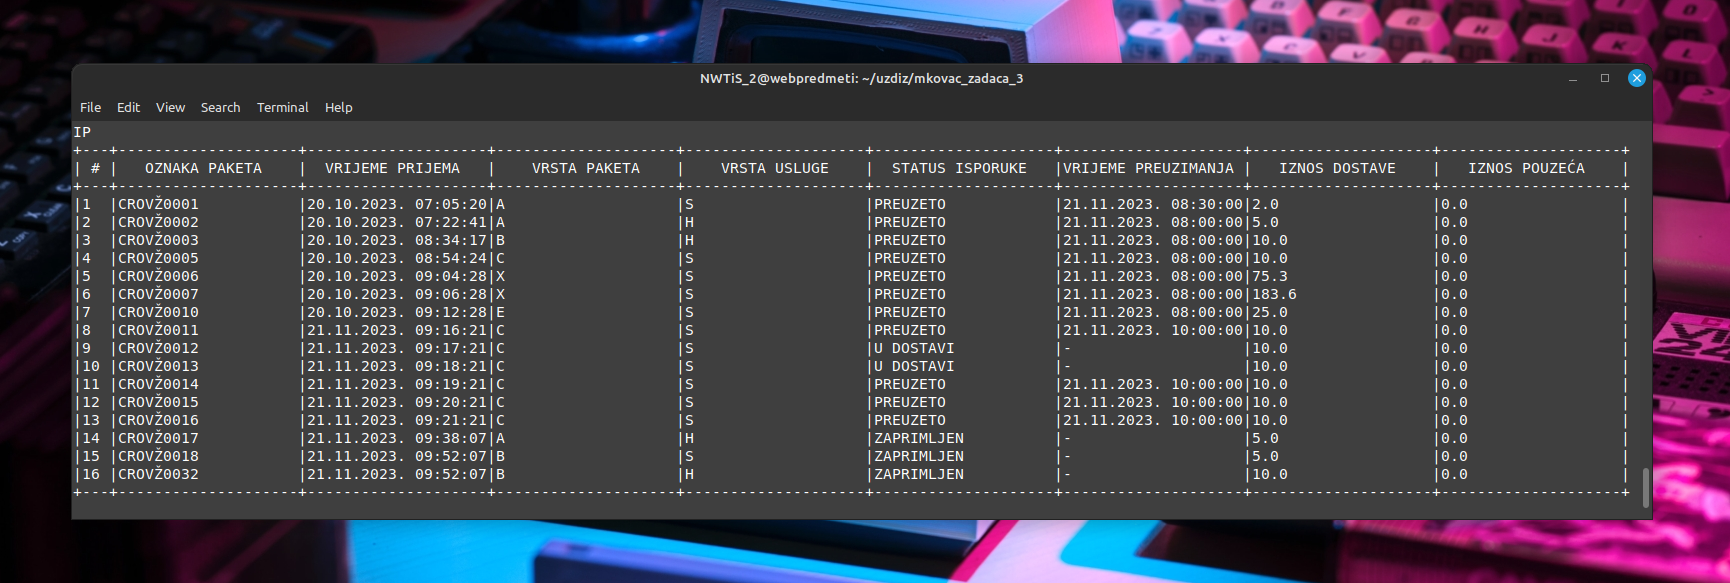 NWTiS_2@webpredmeti: ~/uzdiz/mkovac_zadaca_3
File Edit View Search Terminal Help
IP
+---+--------------------+--------------------+--------------------+--------------------+--------------------+--------------------+--------------------+--------------------+
| # |   OZNAKA PAKETA    |  VRIJEME PRIJEMA   |    VRSTA PAKETA    |    VRSTA USLUGE    |  STATUS ISPORUKE   |VRIJEME PREUZIMANJA |   IZNOS DOSTAVE    |   IZNOS POUZEĆA    |
+---+--------------------+--------------------+--------------------+--------------------+--------------------+--------------------+--------------------+--------------------+
|1  |CROVŽ0001           |20.10.2023. 07:05:20|A                   |S                   |PREUZETO            |21.11.2023. 08:30:00|2.0                 |0.0                 |
|2  |CROVŽ0002           |20.10.2023. 07:22:41|A                   |H                   |PREUZETO            |21.11.2023. 08:00:00|5.0                 |0.0                 |
|3  |CROVŽ0003           |20.10.2023. 08:34:17|B                   |H                   |PREUZETO            |21.11.2023. 08:00:00|10.0                |0.0                 |
|4  |CROVŽ0005           |20.10.2023. 08:54:24|C                   |S                   |PREUZETO            |21.11.2023. 08:00:00|10.0                |0.0                 |
|5  |CROVŽ0006           |20.10.2023. 09:04:28|X                   |S                   |PREUZETO            |21.11.2023. 08:00:00|75.3                |0.0                 |
|6  |CROVŽ0007           |20.10.2023. 09:06:28|X                   |S                   |PREUZETO            |21.11.2023. 08:00:00|183.6               |0.0                 |
|7  |CROVŽ0010           |20.10.2023. 09:12:28|E                   |S                   |PREUZETO            |21.11.2023. 08:00:00|25.0                |0.0                 |
|8  |CROVŽ0011           |21.11.2023. 09:16:21|C                   |S                   |PREUZETO            |21.11.2023. 10:00:00|10.0                |0.0                 |
|9  |CROVŽ0012           |21.11.2023. 09:17:21|C                   |S                   |U DOSTAVI           |-                   |10.0                |0.0                 |
|10 |CROVŽ0013           |21.11.2023. 09:18:21|C                   |S                   |U DOSTAVI           |-                   |10.0                |0.0                 |
|11 |CROVŽ0014           |21.11.2023. 09:19:21|C                   |S                   |PREUZETO            |21.11.2023. 10:00:00|10.0                |0.0                 |
|12 |CROVŽ0015           |21.11.2023. 09:20:21|C                   |S                   |PREUZETO            |21.11.2023. 10:00:00|10.0                |0.0                 |
|13 |CROVŽ0016           |21.11.2023. 09:21:21|C                   |S                   |PREUZETO            |21.11.2023. 10:00:00|10.0                |0.0                 |
|14 |CROVŽ0017           |21.11.2023. 09:38:07|A                   |H                   |ZAPRIMLJEN          |-                   |5.0                 |0.0                 |
|15 |CROVŽ0018           |21.11.2023. 09:52:07|B                   |S                   |ZAPRIMLJEN          |-                   |5.0                 |0.0                 |
|16 |CROVŽ0032           |21.11.2023. 09:52:07|B                   |H                   |ZAPRIMLJEN          |-                   |10.0                |0.0                 |
+---+--------------------+--------------------+--------------------+--------------------+--------------------+--------------------+--------------------+--------------------+